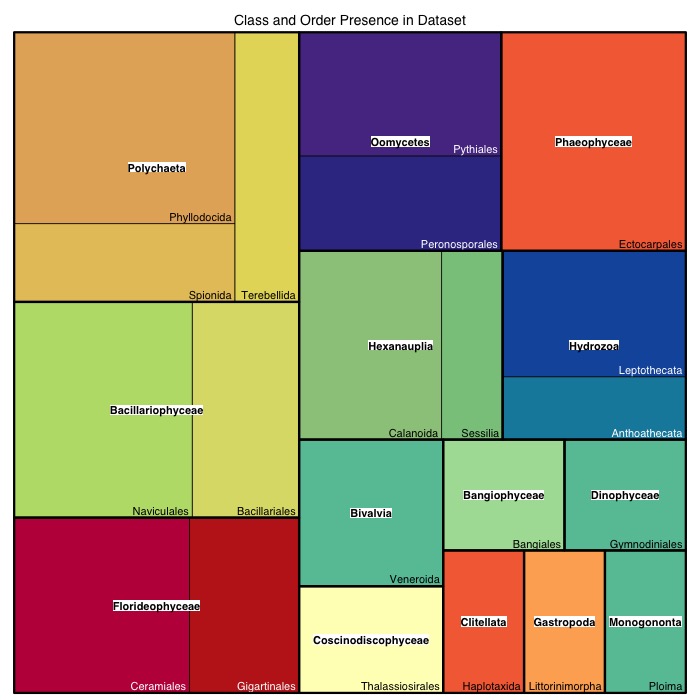 Class and Order Presence in Dataset
Polychaeta
Phyllodocida
Spionida
Terebellida
Bacillariophyceae
Naviculales
Bacillariales
Florideophyceae
Ceramiales
Gigartinales
Oomycetes
Pythiales
Peronosporales
Phaeophyceae
Ectocarpales
Hexanauplia
Calanoida
Sessilia
Hydrozoa
Leptothecata
Anthoathecata
Bivalvia
Veneroida
Coscinodiscophyceae
Thalassiosirales
Bangiophyceae
Bangiales
Dinophyceae
Gymnodiniales
Clitellata
Haplotaxida
Gastropoda
Littorinimorpha
Monogononta
Ploima